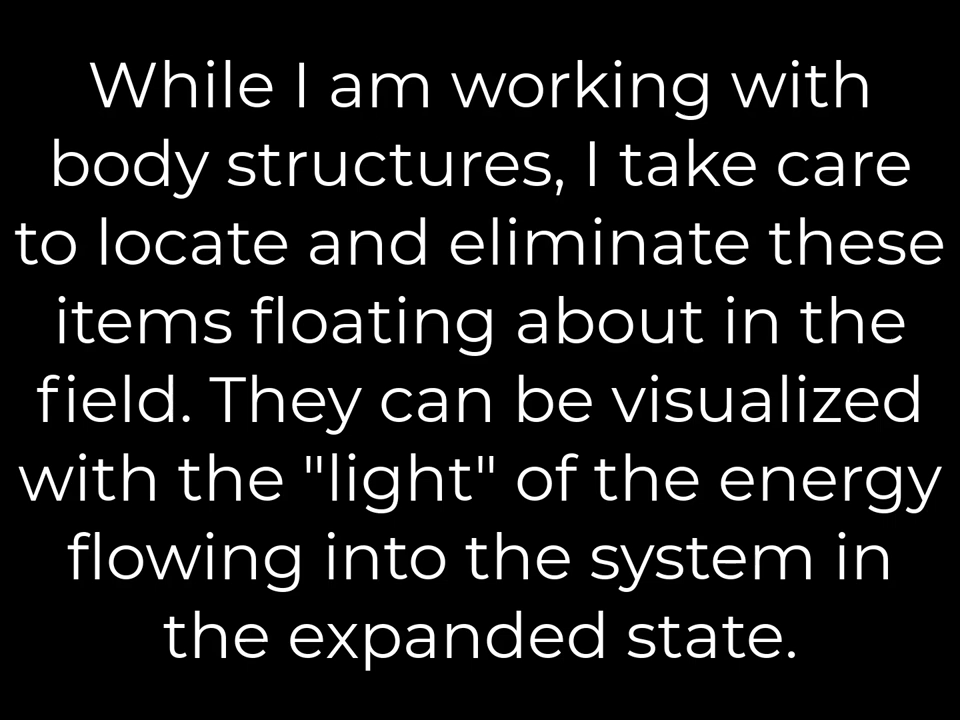 While I am working with
body structures, I take care
to locate and eliminate these
items floating about in the
field. They can be visualized
with the "light" of the energy
flowing into the system in
the expanded state.